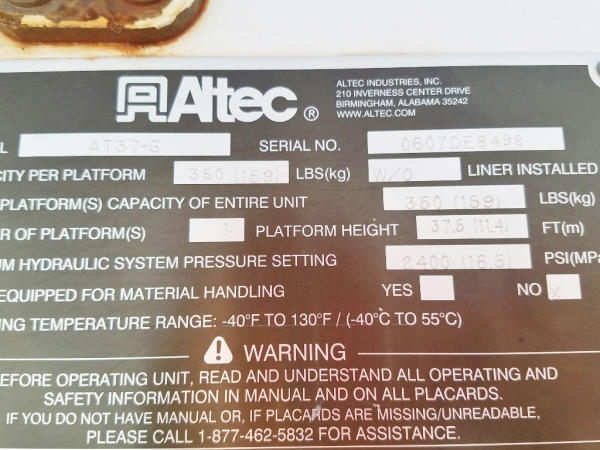 Altec®
ALTEC INDUSTRIES, INC.
210 INVERNESS CENTER DRIVE
BIRMINGHAM, ALABAMA 35242
WWW.ALTEC.COM
L AT37-G SERIAL NO. 0607DE8498
CITY PER PLATFORM 350 (159) LBS(kg) W/O LINER INSTALLED
PLATFORM(S) CAPACITY OF ENTIRE UNIT 350 (159) LBS(kg)
ER OF PLATFORM(S) 1 PLATFORM HEIGHT 37.5 (11.4) FT(m)
UM HYDRAULIC SYSTEM PRESSURE SETTING 2400 (16.5) PSI(MPa
EQUIPPED FOR MATERIAL HANDLING YES NO X
ING TEMPERATURE RANGE: -40°F TO 130°F / (-40°C TO 55°C)
WARNING
EFORE OPERATING UNIT, READ AND UNDERSTAND ALL OPERATING AND
SAFETY INFORMATION IN MANUAL AND ON ALL PLACARDS.
IF YOU DO NOT HAVE MANUAL OR, IF PLACARDS ARE MISSING/UNREADABLE,
PLEASE CALL 1-877-462-5832 FOR ASSISTANCE.